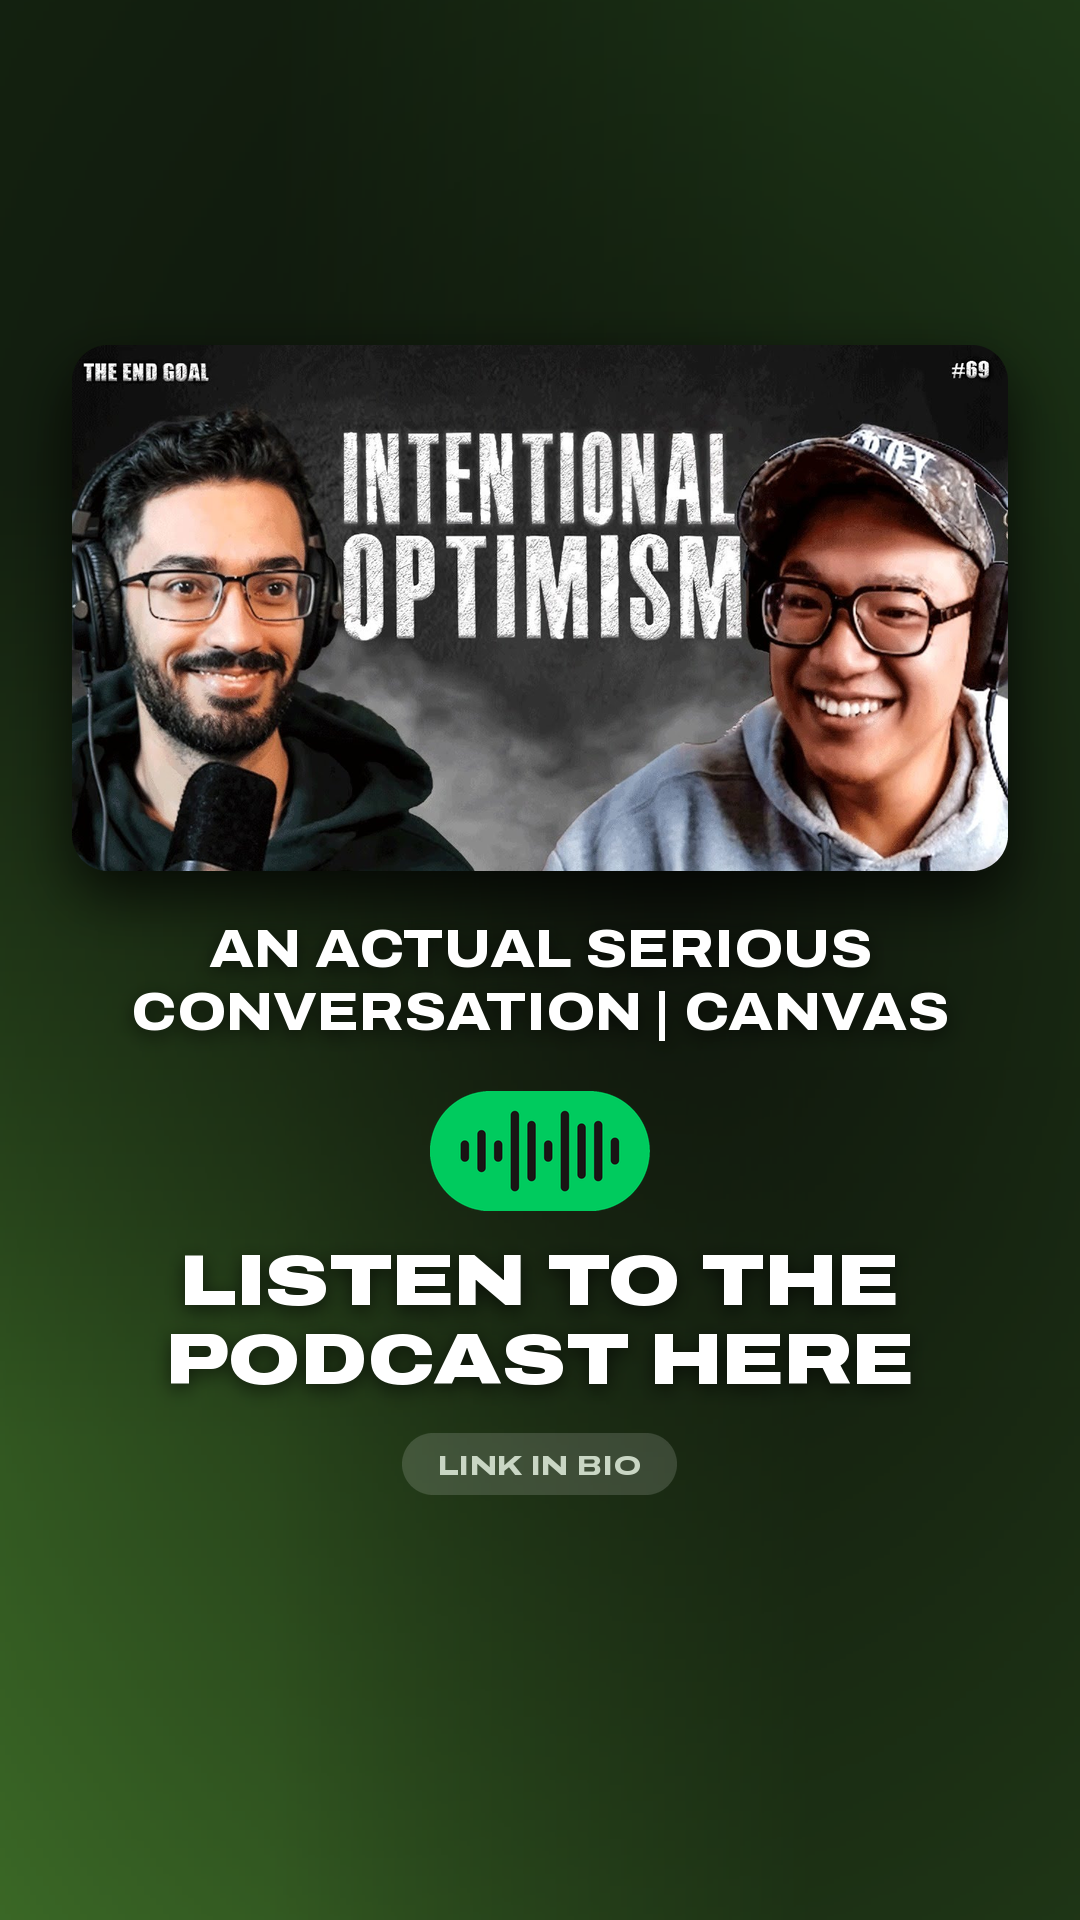 THE END GOAL
#69
INTENTIONAL
OPTIMISM
AN ACTUAL SERIOUS
CONVERSATION | CANVAS
LISTEN TO THE
PODCAST HERE
LINK IN BIO